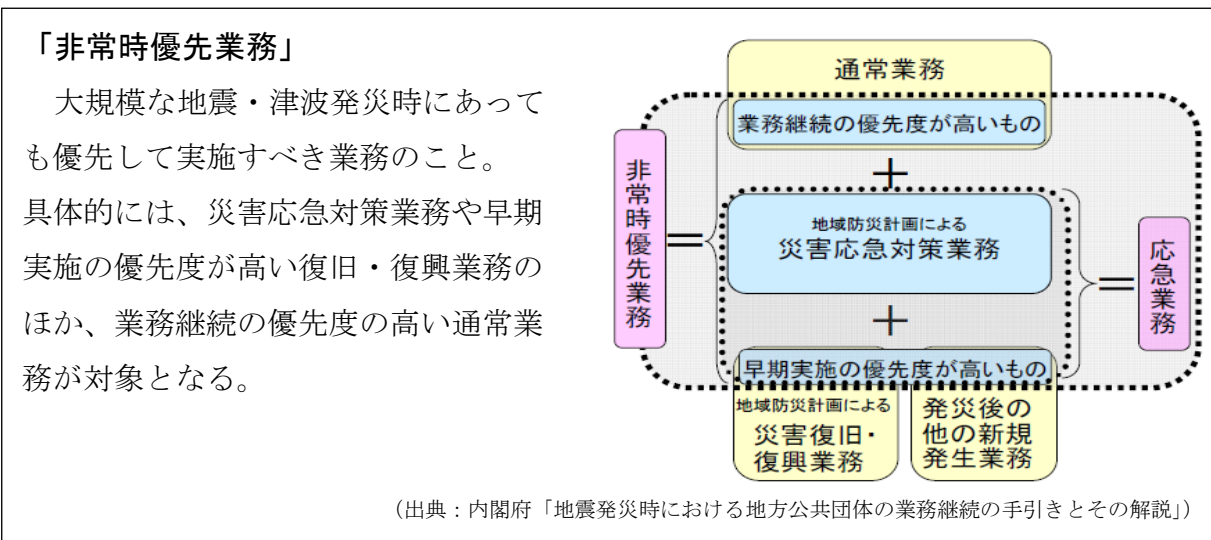 「非常時優先業務」
大規模な地震・津波発災時にあって
も優先して実施すべき業務のこと。
具体的には、災害応急対策業務や早期
実施の優先度が高い復旧・復興業務の
ほか、業務継続の優先度の高い通常業
務が対象となる。
通常業務
業務継続の優先度が高いもの
+
非常時優先業務
=
地域防災計画による
災害応急対策業務
=
応急業務
+
早期実施の優先度が高いもの
地域防災計画による
災害復旧・
復興業務
発災後の
他の新規
発生業務
（出典：内閣府「地震発災時における地方公共団体の業務継続の手引きとその解説」）